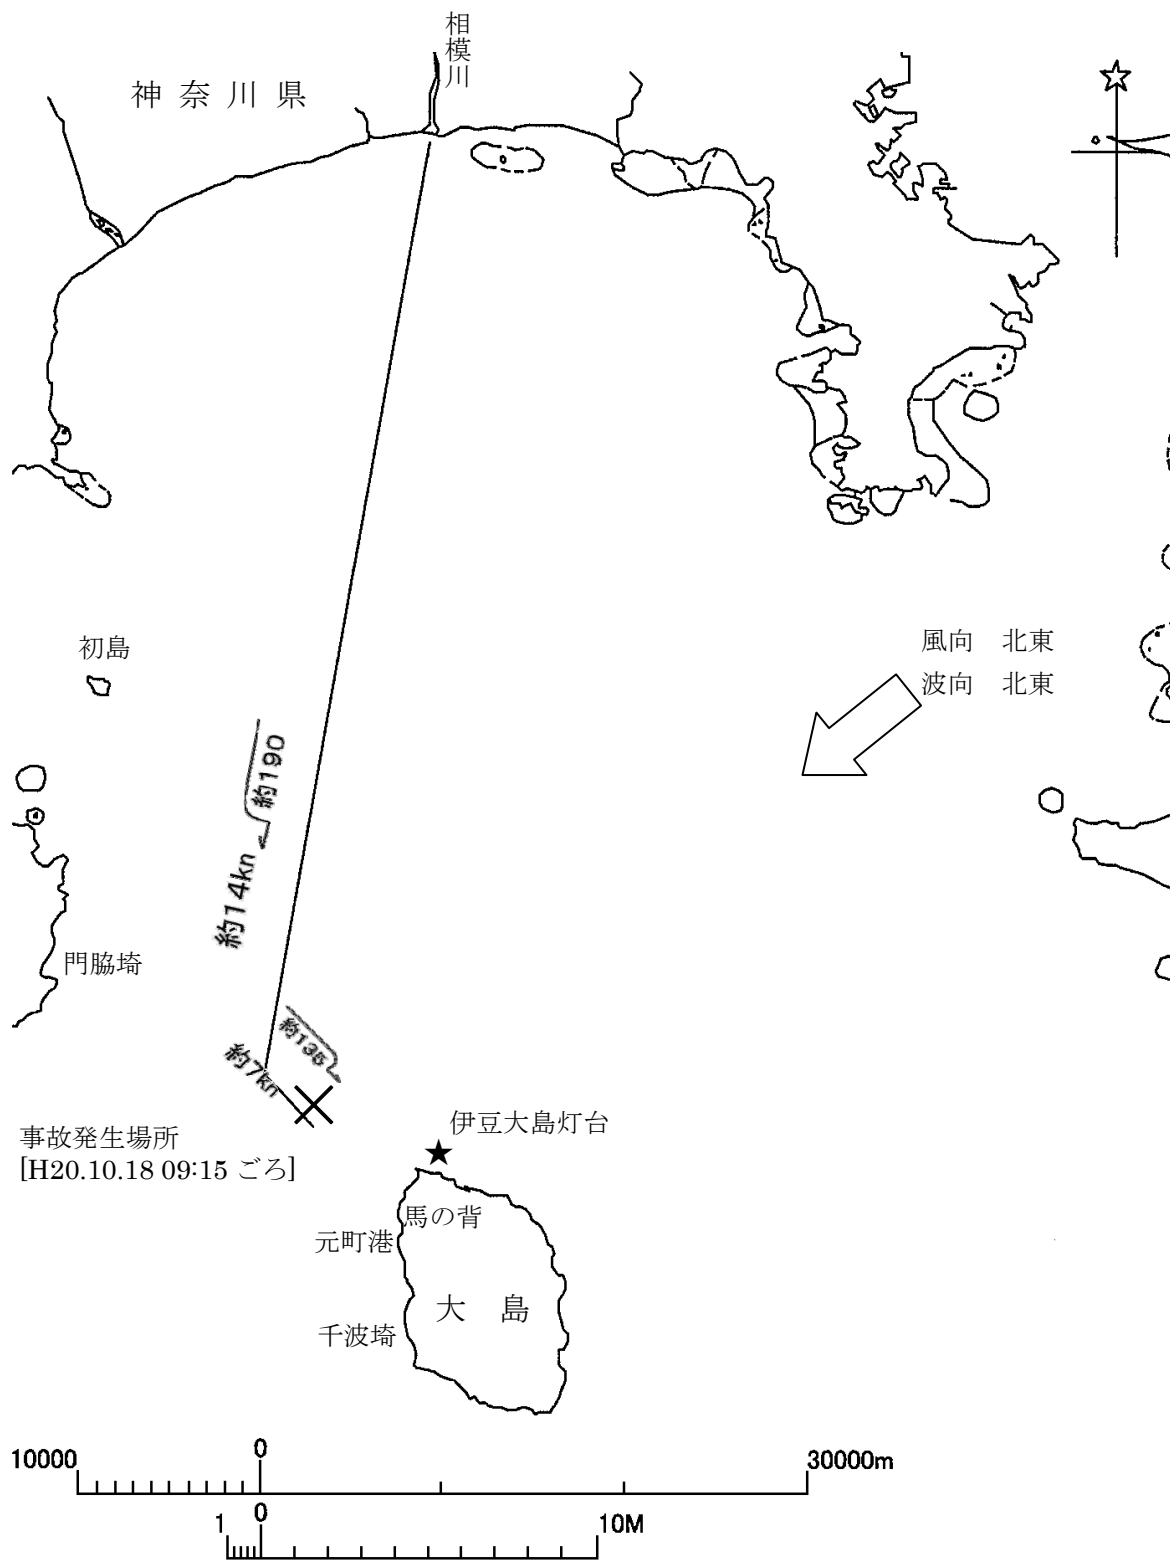 相模川
神奈川県
風向 北東
波向 北東
初島
約190
約14kn
門脇埼
約135
約7kn
伊豆大島灯台
事故発生場所
[H20.10.18 09:15 ごろ]
馬の背
元町港
大島
千波埼
10000 0 30000m
1 0 10M